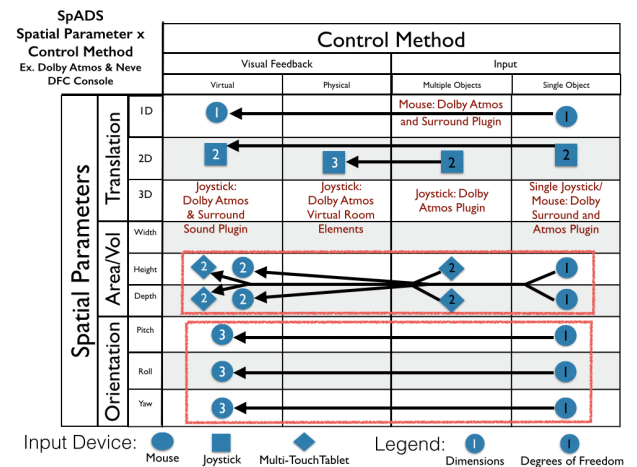 SpADS
Spatial Parameter x
Control Method
Ex. Dolby Atmos & Neve
DFC Console
Control Method
Visual Feedback
Input
Virtual
Physical
Multiple Objects
Single Object
Spatial Parameters
Translation
1D
1
Mouse: Dolby Atmos
and Surround Plugin
1
2D
2
3
2
2
3D
Joystick:
Dolby Atmos
& Surround
Sound Plugin
Joystick:
Dolby Atmos
Virtual Room
Elements
Joystick: Dolby
Atmos Plugin
Single Joystick/
Mouse: Dolby
Surround and
Atmos Plugin
Area/Vol
Width
Height
2
2
2
1
Depth
2
2
2
1
Orientation
Pitch
3
1
Roll
3
1
Yaw
3
1
Input Device:
Mouse
Joystick
Multi-TouchTablet
Legend:
1
Dimensions
1
Degrees of Freedom